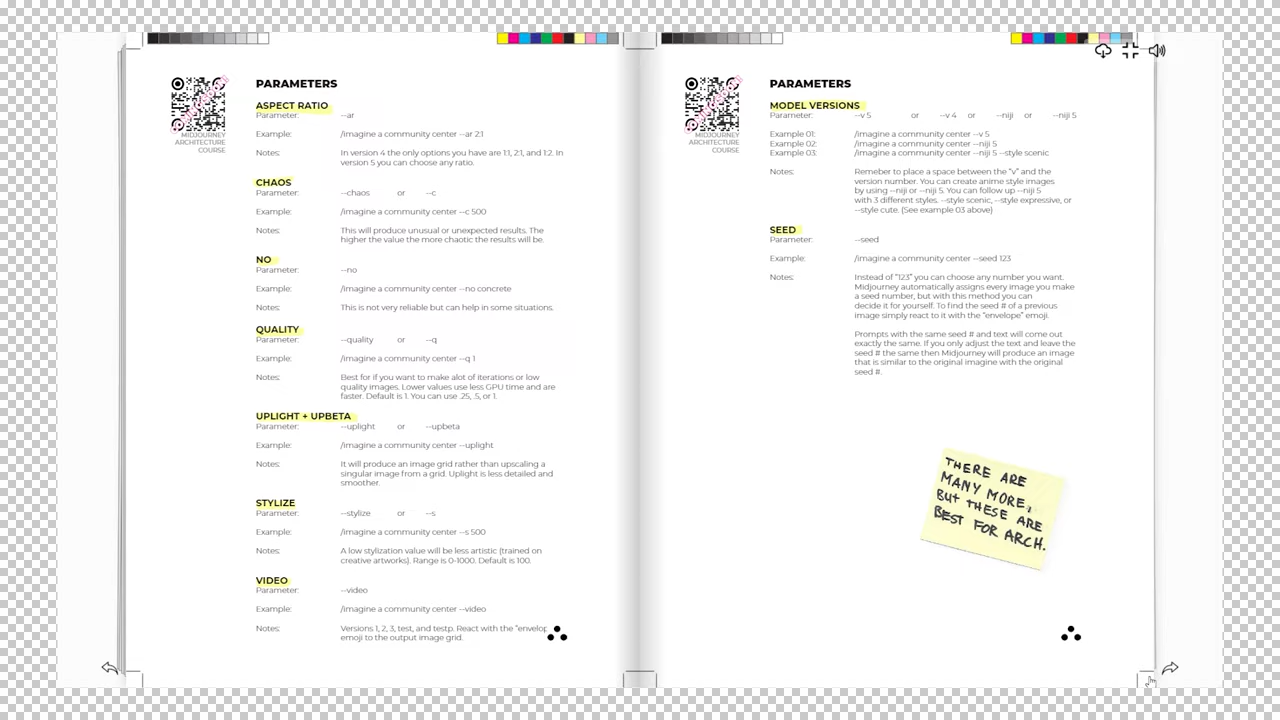 PARAMETERS
ASPECT RATIO
Parameter: --ar
Example: /imagine a community center --ar 2:1
Notes: In version 4 the only options you have are 1:1, 2:1, and 1:2. In
version 5 you can choose any ratio.
CHAOS
Parameter: --chaos or --c
Example: /imagine a community center --c 500
Notes: This will produce unusual or unexpected results. The
higher the value the more chaotic the results will be.
NO
Parameter: --no
Example: /imagine a community center --no concrete
Notes: This is not very reliable but can help in some situations.
QUALITY
Parameter: --quality or --q
Example: /imagine a community center --q 1
Notes: Best for if you want to make alot of iterations or low
quality images. Lower values use less GPU time and are
faster. Default is 1. You can use .25, .5, or 1.
UPLIGHT + UPBETA
Parameter: --uplight or --upbeta
Example: /imagine a community center --uplight
Notes: It will produce an image grid rather than upscaling a
singular image from a grid. Uplight is less detailed and
smoother.
STYLIZE
Parameter: --stylize or --s
Example: /imagine a community center --s 500
Notes: A low stylization value will be less artistic (trained on
creative artworks). Range is 0-1000. Default is 100.
VIDEO
Parameter: --video
Example: /imagine a community center --video
Notes: Versions 1, 2, 3, test, and testp. React with the "envelop
emoji to the output image grid.
MIDJOURNEY
ARCHITECTURE
COURSE
PARAMETERS
MODEL VERSIONS
Parameter: --v 5 or --v 4 or --niji or --niji 5
Example 01: /imagine a community center --v 5
Example 02: /imagine a community center --niji 5
Example 03: /imagine a community center --niji 5 --style scenic
Notes: Remeber to place a space between the "v" and the
version number. You can create anime style images
by using --niji or --niji 5. You can follow up --niji 5
with 3 different styles. --style scenic, --style expressive, or
--style cute. (See example 03 above)
SEED
Parameter: --seed
Example: /imagine a community center --seed 123
Notes: Instead of "123" you can choose any number you want.
Midjourney automatically assigns every image you make
a seed number, but with this method you can
decide it for yourself. To find the seed # of a previous
image simply react to it with the "envelope" emoji.
Prompts with the same seed # and text will come out
exactly the same. If you only adjust the text and leave the
seed # the same then Midjourney will produce an image
that is similar to the original imagine with the original
seed #.
MIDJOURNEY
ARCHITECTURE
COURSE
THERE ARE
MANY MORE,
BUT THESE ARE
BEST FOR ARCH.